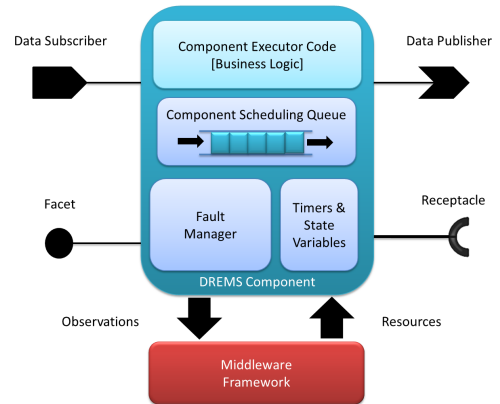 Data Subscriber
Component Executor Code
[Business Logic]
Data Publisher
Component Scheduling Queue
Facet
Fault
Manager
Timers &
State
Variables
Receptacle
DREMS Component
Observations
Resources
Middleware
Framework